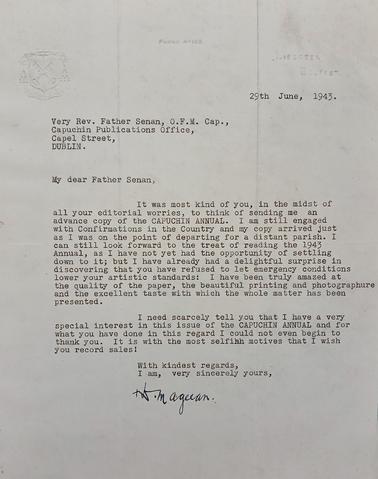 29th June, 1943.
Very Rev. Father Senan, O.F.M. Cap.,
Capuchin Publications Office,
Capel Street,
DUBLIN.
My dear Father Senan,
It was most kind of you, in the midst of
all your editorial worries, to think of sending me an
advance copy of the CAPUCHIN ANNUAL. I am still engaged
with Confirmations in the Country and my copy arrived just
as I was on the point of departing for a distant parish. I
can still look forward to the treat of reading the 1943
Annual, as I have not yet had the opportunity of settling
down to it; but I have already had a delightful surprise in
discovering that you have refused to let emergency conditions
lower your artistic standards: I have been truly amazed at
the quality of the paper, the beautiful printing and photographure
and the excellent taste with which the whole matter has been
presented.
I need scarcely tell you that I have a very
special interest in this issue of the CAPUCHIN ANNUAL and for
what you have done in this regard I could not even begin to
thank you. It is with the most selfihh motives that I wish
you record sales!
With kindest regards,
I am, very sincerely yours,